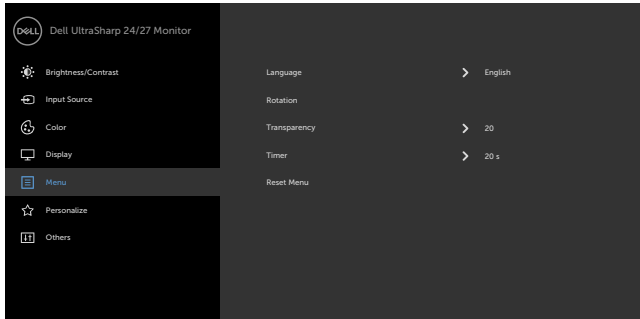 DELL Dell UltraSharp 24/27 Monitor
Brightness/Contrast
Input Source
Color
Display
Menu
Personalize
Others
Language > English
Rotation
Transparency > 20
Timer > 20 s
Reset Menu